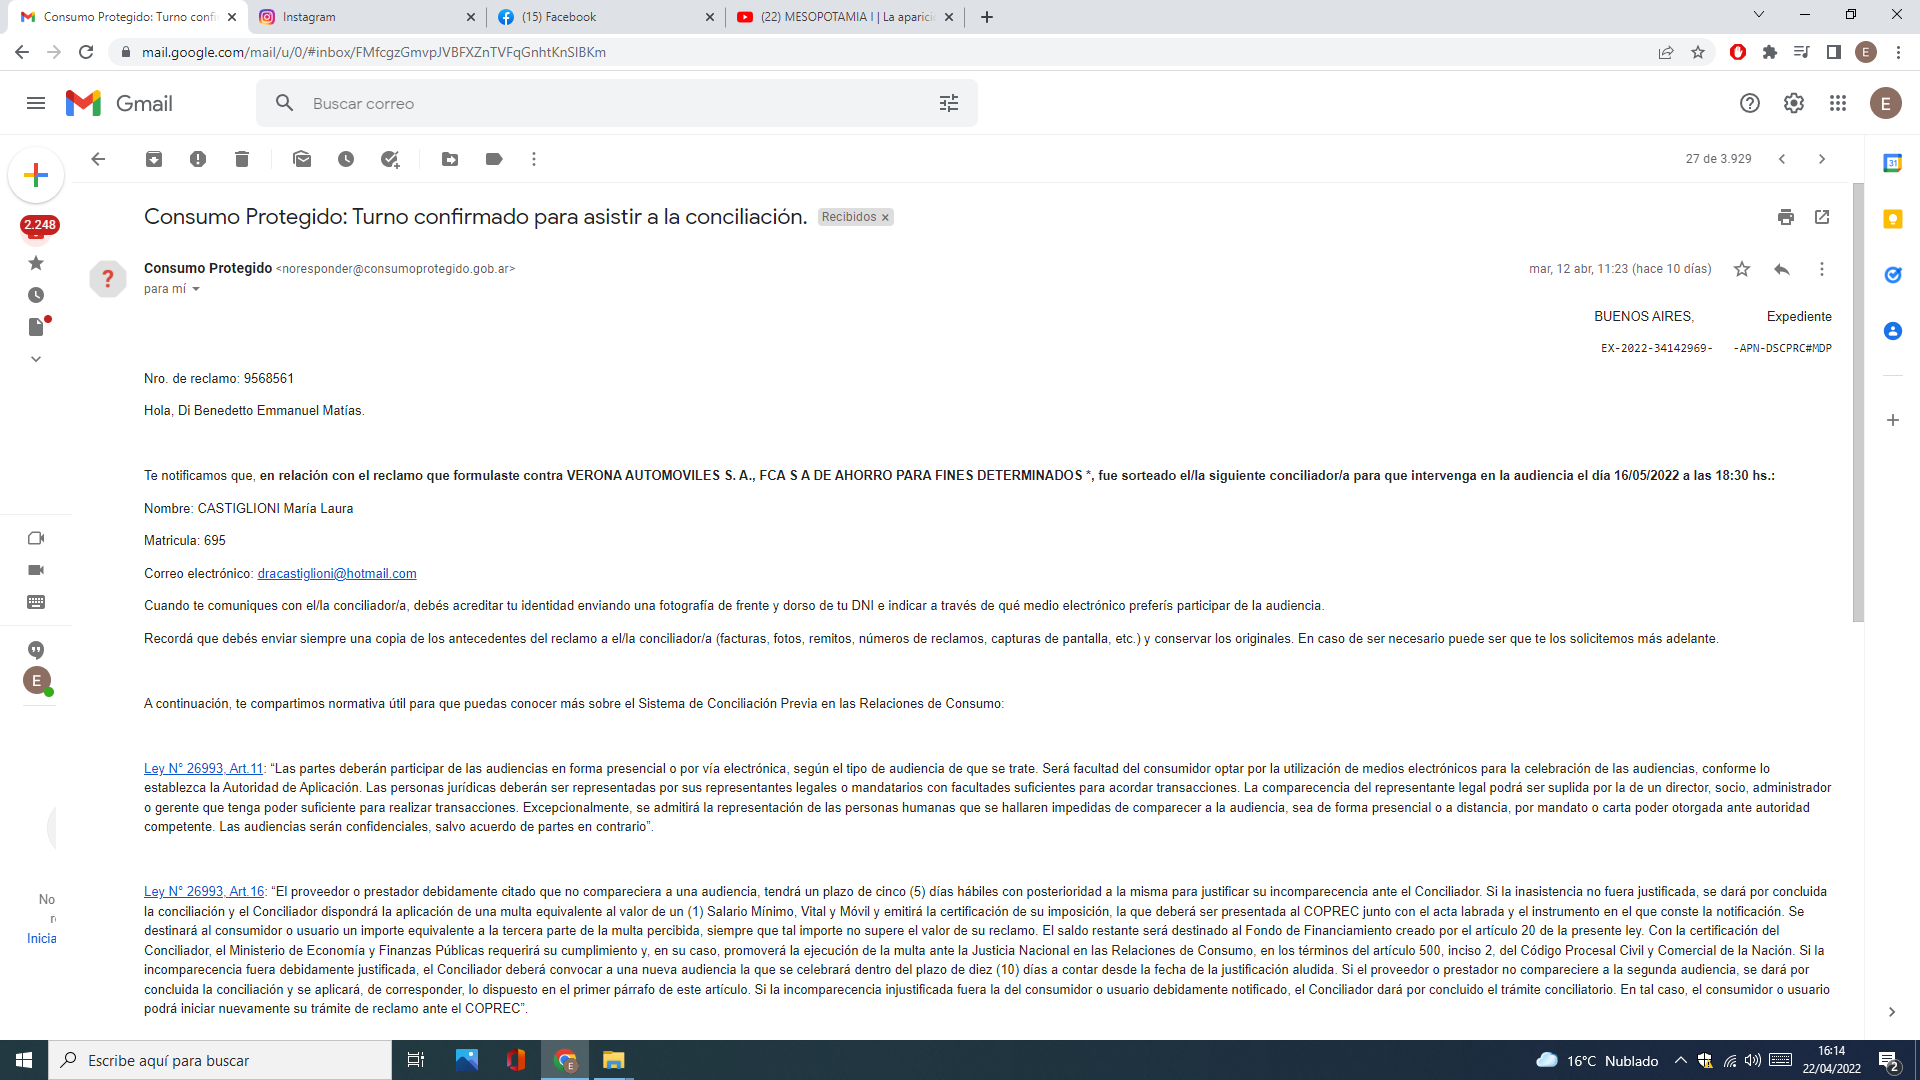 Consumo Protegido: Turno confi
Instagram
(15) Facebook
(22) MESOPOTAMIA I | La aparici
mail.google.com/mail/u/0/#inbox/FMfcgzGmvpJVBFXZnTVFqGnhtKnSlBKm
E
Gmail
Buscar correo
E
27 de 3.929
31
2.248
Consumo Protegido: Turno confirmado para asistir a la conciliación.
Recibidos x
Consumo Protegido <noresponder@consumoprotegido.gob.ar>
mar, 12 abr, 11:23 (hace 10 días)
para mí
BUENOS AIRES, Expediente
EX-2022-34142969- -APN-DSCPRC#MDP
Nro. de reclamo: 9568561
Hola, Di Benedetto Emmanuel Matías.
Te notificamos que, en relación con el reclamo que formulaste contra VERONA AUTOMOVILES S. A., FCA S A DE AHORRO PARA FINES DETERMINADOS *, fue sorteado el/la siguiente conciliador/a para que intervenga en la audiencia el día 16/05/2022 a las 18:30 hs.:
Nombre: CASTIGLIONI María Laura
Matricula: 695
Correo electrónico: dracastiglioni@hotmail.com
Cuando te comuniques con el/la conciliador/a, debés acreditar tu identidad enviando una fotografía de frente y dorso de tu DNI e indicar a través de qué medio electrónico preferís participar de la audiencia.
Recordá que debés enviar siempre una copia de los antecedentes del reclamo a el/la conciliador/a (facturas, fotos, remitos, números de reclamos, capturas de pantalla, etc.) y conservar los originales. En caso de ser necesario puede ser que te los solicitemos más adelante.
E
A continuación, te compartimos normativa útil para que puedas conocer más sobre el Sistema de Conciliación Previa en las Relaciones de Consumo:
Ley N° 26993, Art.11: “Las partes deberán participar de las audiencias en forma presencial o por vía electrónica, según el tipo de audiencia de que se trate. Será facultad del consumidor optar por la utilización de medios electrónicos para la celebración de las audiencias, conforme lo
establezca la Autoridad de Aplicación. Las personas jurídicas deberán ser representadas por sus representantes legales o mandatarios con facultades suficientes para acordar transacciones. La comparecencia del representante legal podrá ser suplida por la de un director, socio, administrador
o gerente que tenga poder suficiente para realizar transacciones. Excepcionalmente, se admitirá la representación de las personas humanas que se hallaren impedidas de comparecer a la audiencia, sea de forma presencial o a distancia, por mandato o carta poder otorgada ante autoridad
competente. Las audiencias serán confidenciales, salvo acuerdo de partes en contrario”.
Ley N° 26993, Art.16: “El proveedor o prestador debidamente citado que no compareciera a una audiencia, tendrá un plazo de cinco (5) días hábiles con posterioridad a la misma para justificar su incomparecencia ante el Conciliador. Si la inasistencia no fuera justificada, se dará por concluida
la conciliación y el Conciliador dispondrá la aplicación de una multa equivalente al valor de un (1) Salario Mínimo, Vital y Móvil y emitirá la certificación de su imposición, la que deberá ser presentada al COPREC junto con el acta labrada y el instrumento en el que conste la notificación. Se
destinará al consumidor o usuario un importe equivalente a la tercera parte de la multa percibida, siempre que tal importe no supere el valor de su reclamo. El saldo restante será destinado al Fondo de Financiamiento creado por el artículo 20 de la presente ley. Con la certificación del
Conciliador, el Ministerio de Economía y Finanzas Públicas requerirá su cumplimiento y, en su caso, promoverá la ejecución de la multa ante la Justicia Nacional en las Relaciones de Consumo, en los términos del artículo 500, inciso 2, del Código Procesal Civil y Comercial de la Nación. Si la
incomparecencia fuera debidamente justificada, el Conciliador deberá convocar a una nueva audiencia la que se celebrará dentro del plazo de diez (10) días a contar desde la fecha de la justificación aludida. Si el proveedor o prestador no compareciere a la segunda audiencia, se dará por
concluida la conciliación y se aplicará, de corresponder, lo dispuesto en el primer párrafo de este artículo. Si la incomparecencia injustificada fuera la del consumidor o usuario debidamente notificado, el Conciliador dará por concluido el trámite conciliatorio. En tal caso, el consumidor o usuario
podrá iniciar nuevamente su trámite de reclamo ante el COPREC”.
No
r
Inicia
Escribe aquí para buscar
16°C Nublado
16:14
22/04/2022
2